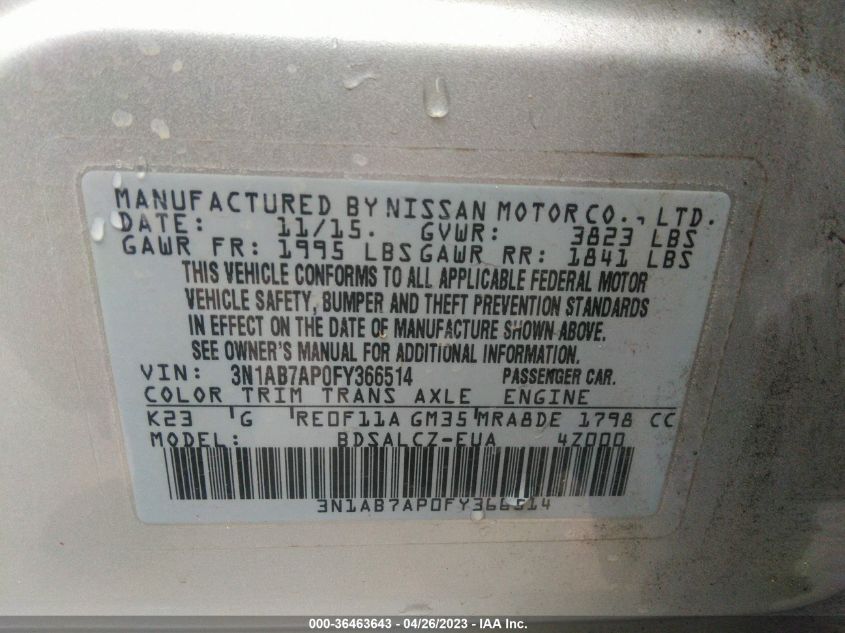 MANUFACTURED BY NISSAN MOTOR CO., LTD.
DATE: 11/15. GVWR: 3823 LBS
GAWR FR: 1995 LBS GAWR RR: 1841 LBS
THIS VEHICLE CONFORMS TO ALL APPLICABLE FEDERAL MOTOR
VEHICLE SAFETY, BUMPER AND THEFT PREVENTION STANDARDS
IN EFFECT ON THE DATE OF MANUFACTURE SHOWN ABOVE.
SEE OWNER'S MANUAL FOR ADDITIONAL INFORMATION.
VIN: 3N1AB7AP0FY366514 PASSENGER CAR.
COLOR TRIM TRANS AXLE ENGINE
K23 G RE0F11A GM35 MRA8DE 1798 CC
MODEL: BDSALCZ-EUA 4Z000
3N1AB7AP0FY366514
000-36463643 04/26/2023 - IAA Inc.